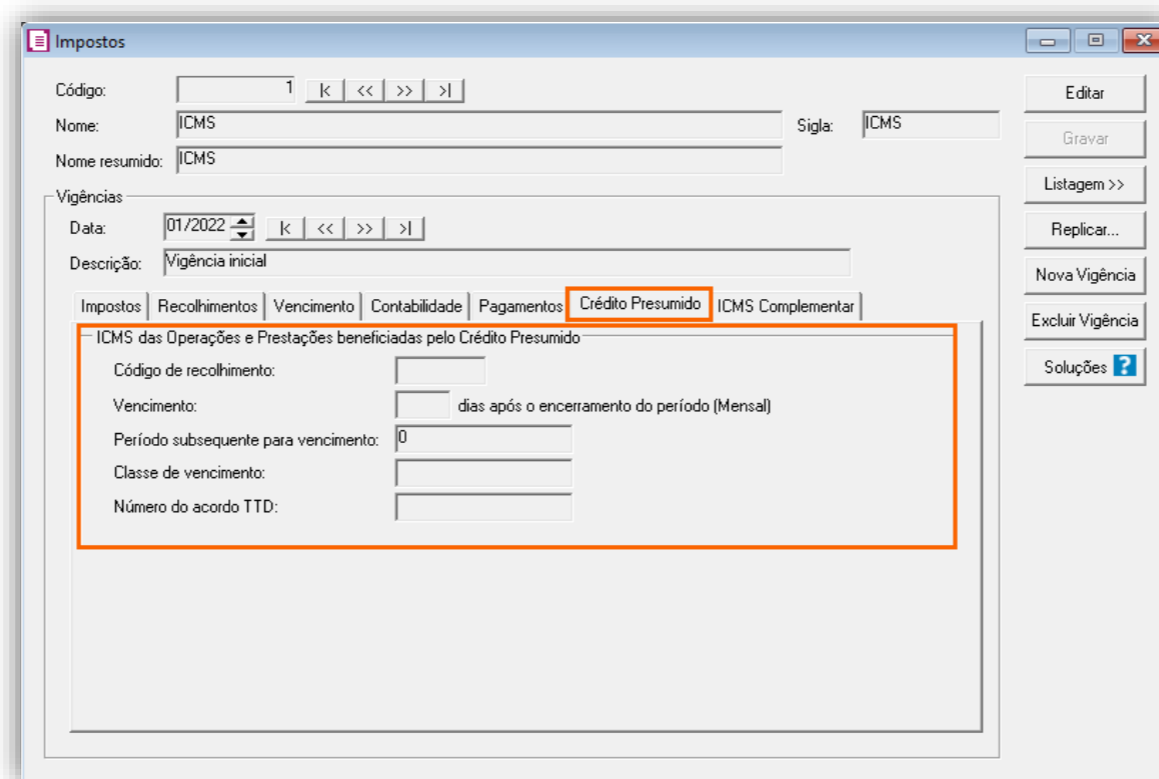 Impostos
Código: 1 |< << >> >|
Nome: ICMS Sigla: ICMS
Nome resumido: ICMS
Vigências
Data: 01/2022 |< << >> >|
Descrição: Vigência inicial
Impostos Recolhimentos Vencimento Contabilidade Pagamentos Crédito Presumido ICMS Complementar
ICMS das Operações e Prestações beneficiadas pelo Crédito Presumido
Código de recolhimento:
Vencimento: dias após o encerramento do período (Mensal)
Período subsequente para vencimento: 0
Classe de vencimento:
Número do acordo TTD:
Editar
Gravar
Listagem >>
Replicar...
Nova Vigência
Excluir Vigência
Soluções ?